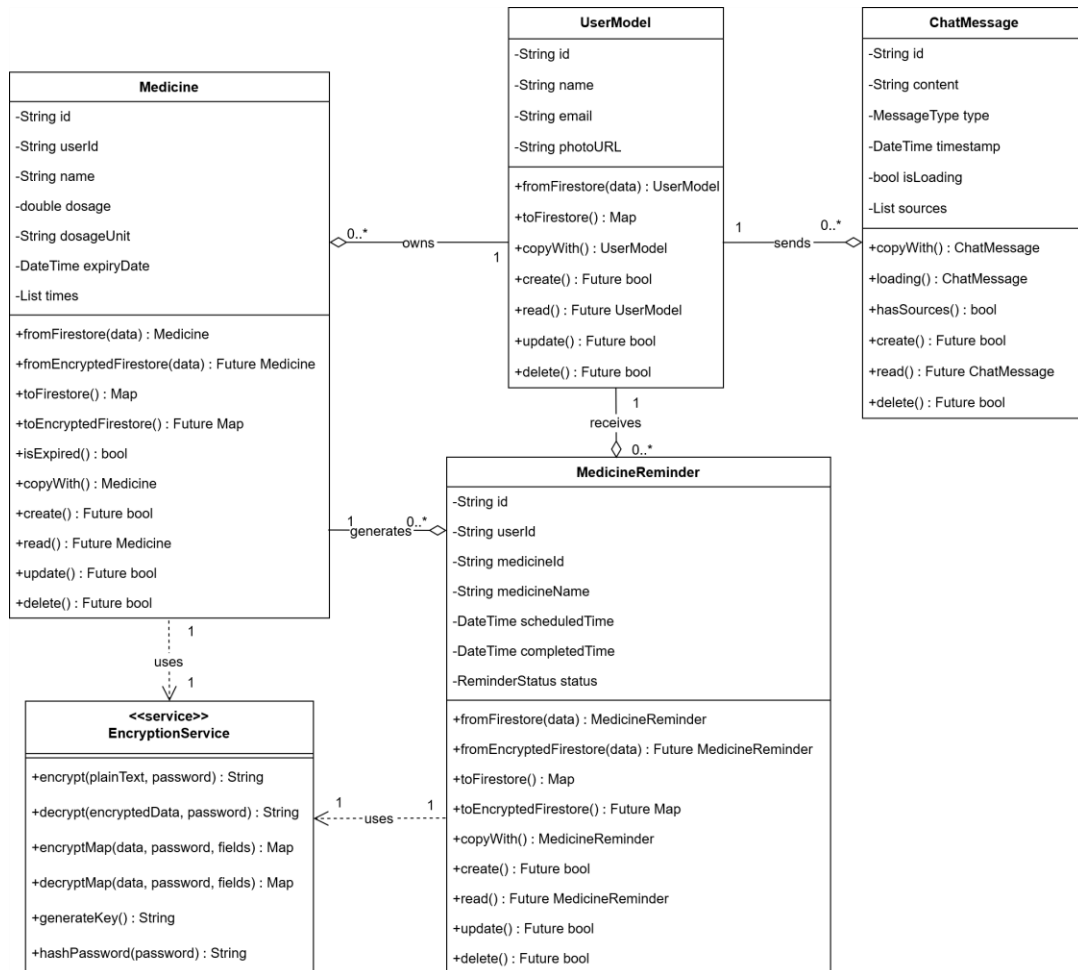 UserModel
-String id
-String name
-String email
-String photoURL
+fromFirestore(data) : UserModel
+toFirestore() : Map
+copyWith() : UserModel
+create() : Future bool
+read() : Future UserModel
+update() : Future bool
+delete() : Future bool
ChatMessage
-String id
-String content
-MessageType type
-DateTime timestamp
-bool isLoading
-List sources
+copyWith() : ChatMessage
+loading() : ChatMessage
+hasSources() : bool
+create() : Future bool
+read() : Future ChatMessage
+delete() : Future bool
Medicine
-String id
-String userId
-String name
-double dosage
-String dosageUnit
-DateTime expiryDate
-List times
+fromFirestore(data) : Medicine
+fromEncryptedFirestore(data) : Future Medicine
+toFirestore() : Map
+toEncryptedFirestore() : Future Map
+isExpired() : bool
+copyWith() : Medicine
+create() : Future bool
+read() : Future Medicine
+update() : Future bool
+delete() : Future bool
0..*
owns
1
1
sends
0..*
1
receives
0..*
1
generates
0..*
MedicineReminder
-String id
-String userId
-String medicineId
-String medicineName
-DateTime scheduledTime
-DateTime completedTime
-ReminderStatus status
+fromFirestore(data) : MedicineReminder
+fromEncryptedFirestore(data) : Future MedicineReminder
+toFirestore() : Map
+toEncryptedFirestore() : Future Map
+copyWith() : MedicineReminder
+create() : Future bool
+read() : Future MedicineReminder
+update() : Future bool
+delete() : Future bool
1
uses
1
<<service>>
EncryptionService
+encrypt(plainText, password) : String
+decrypt(encryptedData, password) : String
+encryptMap(data, password, fields) : Map
+decryptMap(data, password, fields) : Map
+generateKey() : String
+hashPassword(password) : String
1
uses
1